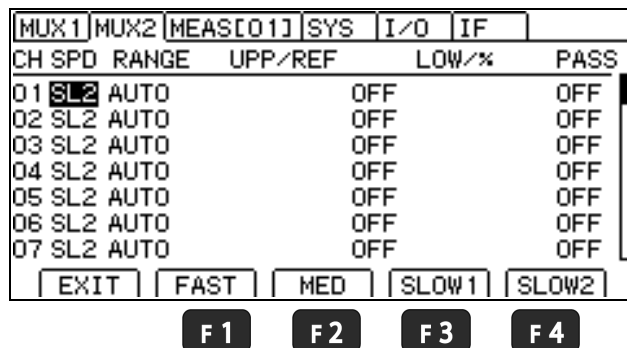 MUX1 MUX2 MEAS[01] SYS I/O IF
CH SPD RANGE UPP/REF LOW/% PASS
01 SL2 AUTO OFF OFF
02 SL2 AUTO OFF OFF
03 SL2 AUTO OFF OFF
04 SL2 AUTO OFF OFF
05 SL2 AUTO OFF OFF
06 SL2 AUTO OFF OFF
07 SL2 AUTO OFF OFF
EXIT FAST MED SLOW1 SLOW2
F1 F2 F3 F4